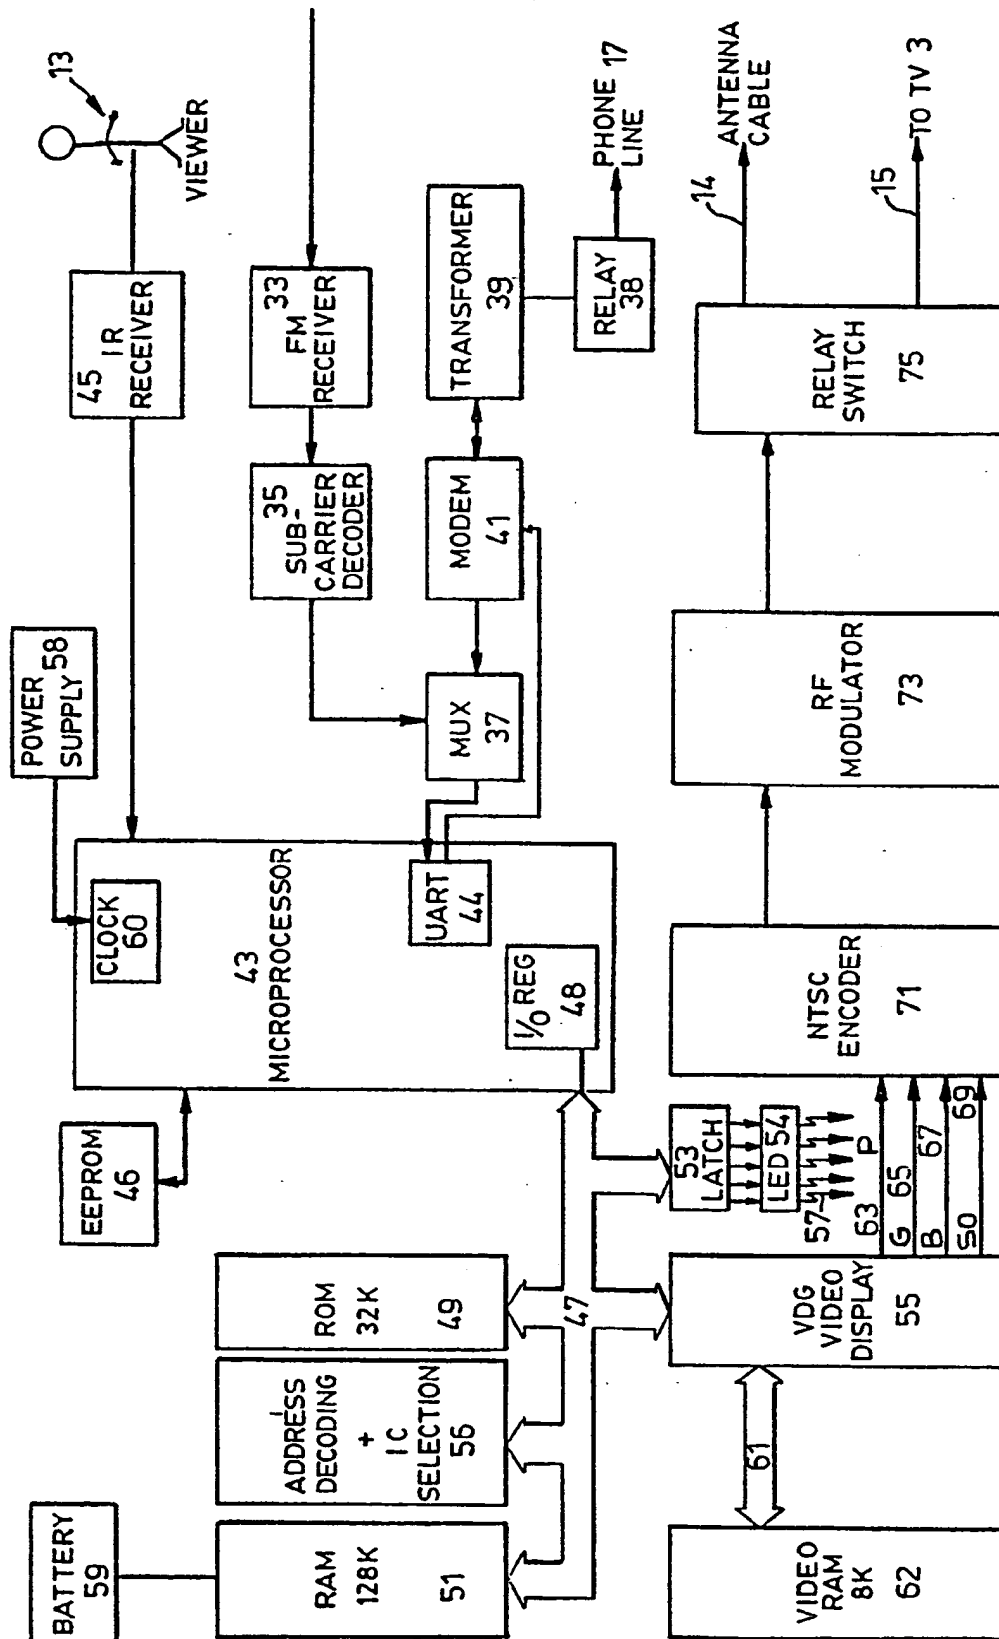 BATTERY
59
EEPROM
46
POWER
SUPPLY 58
13
VIEWER
45 IR
RECEIVER
RAM
128K
51
ADDRESS
DECODING
+
IC
SELECTION
56
ROM
32K
49
CLOCK
60
43
MICROPROCESSOR
UART
44
I/O REG
48
35
SUB-
CARRIER
DECODER
33
FM
RECEIVER
MUX
37
MODEM
41
TRANSFORMER
39
RELAY
38
PHONE 17
LINE
47
53
LATCH
LED 54
57
VIDEO
RAM
8K
62
61
VDG
VIDEO
DISPLAY
55
63 P
G 65
B 67
SO 69
NTSC
ENCODER
71
RF
MODULATOR
73
RELAY
SWITCH
75
14
ANTENNA
CABLE
15
TO TV 3